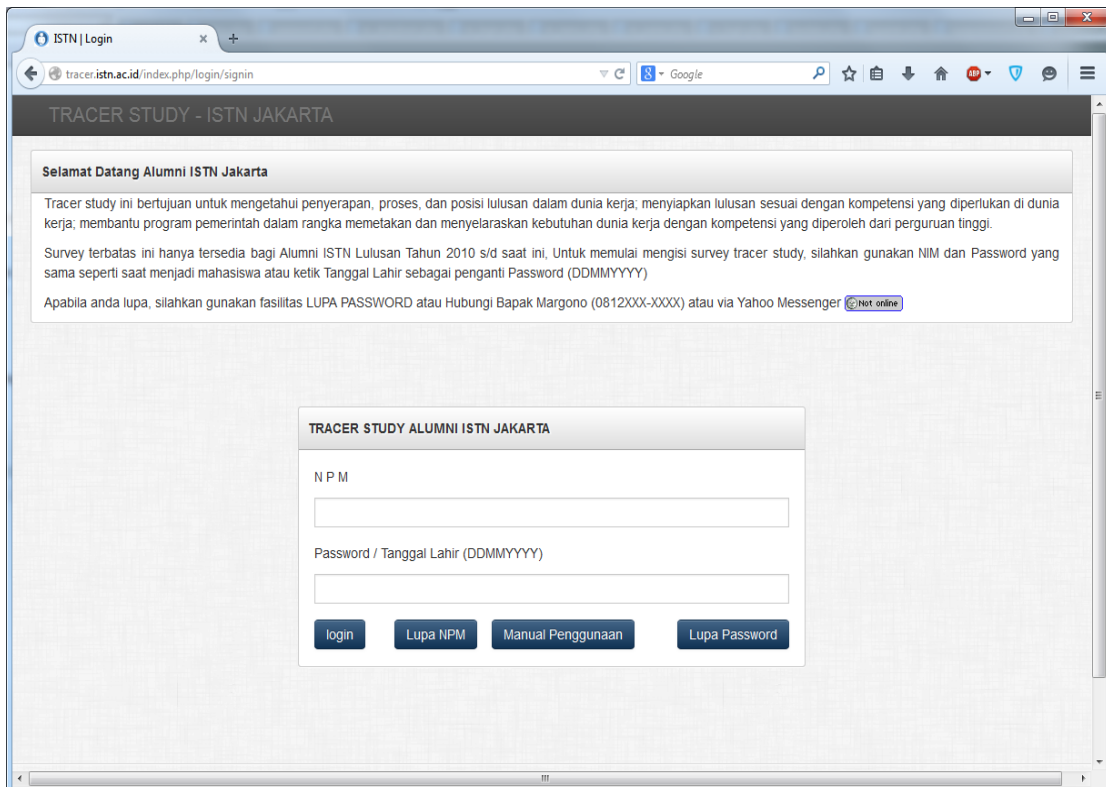 ISTN | Login
tracer.istn.ac.id/index.php/login/signin
Google
TRACER STUDY - ISTN JAKARTA
Selamat Datang Alumni ISTN Jakarta
Tracer study ini bertujuan untuk mengetahui penyerapan, proses, dan posisi lulusan dalam dunia kerja; menyiapkan lulusan sesuai dengan kompetensi yang diperlukan di dunia
kerja; membantu program pemerintah dalam rangka memetakan dan menyelaraskan kebutuhan dunia kerja dengan kompetensi yang diperoleh dari perguruan tinggi.
Survey terbatas ini hanya tersedia bagi Alumni ISTN Lulusan Tahun 2010 s/d saat ini, Untuk memulai mengisi survey tracer study, silahkan gunakan NIM dan Password yang
sama seperti saat menjadi mahasiswa atau ketik Tanggal Lahir sebagai penganti Password (DDMMYYYY)
Apabila anda lupa, silahkan gunakan fasilitas LUPA PASSWORD atau Hubungi Bapak Margono (0812XXX-XXXX) atau via Yahoo Messenger Not online
TRACER STUDY ALUMNI ISTN JAKARTA
N P M
Password / Tanggal Lahir (DDMMYYYY)
login Lupa NPM Manual Penggunaan Lupa Password